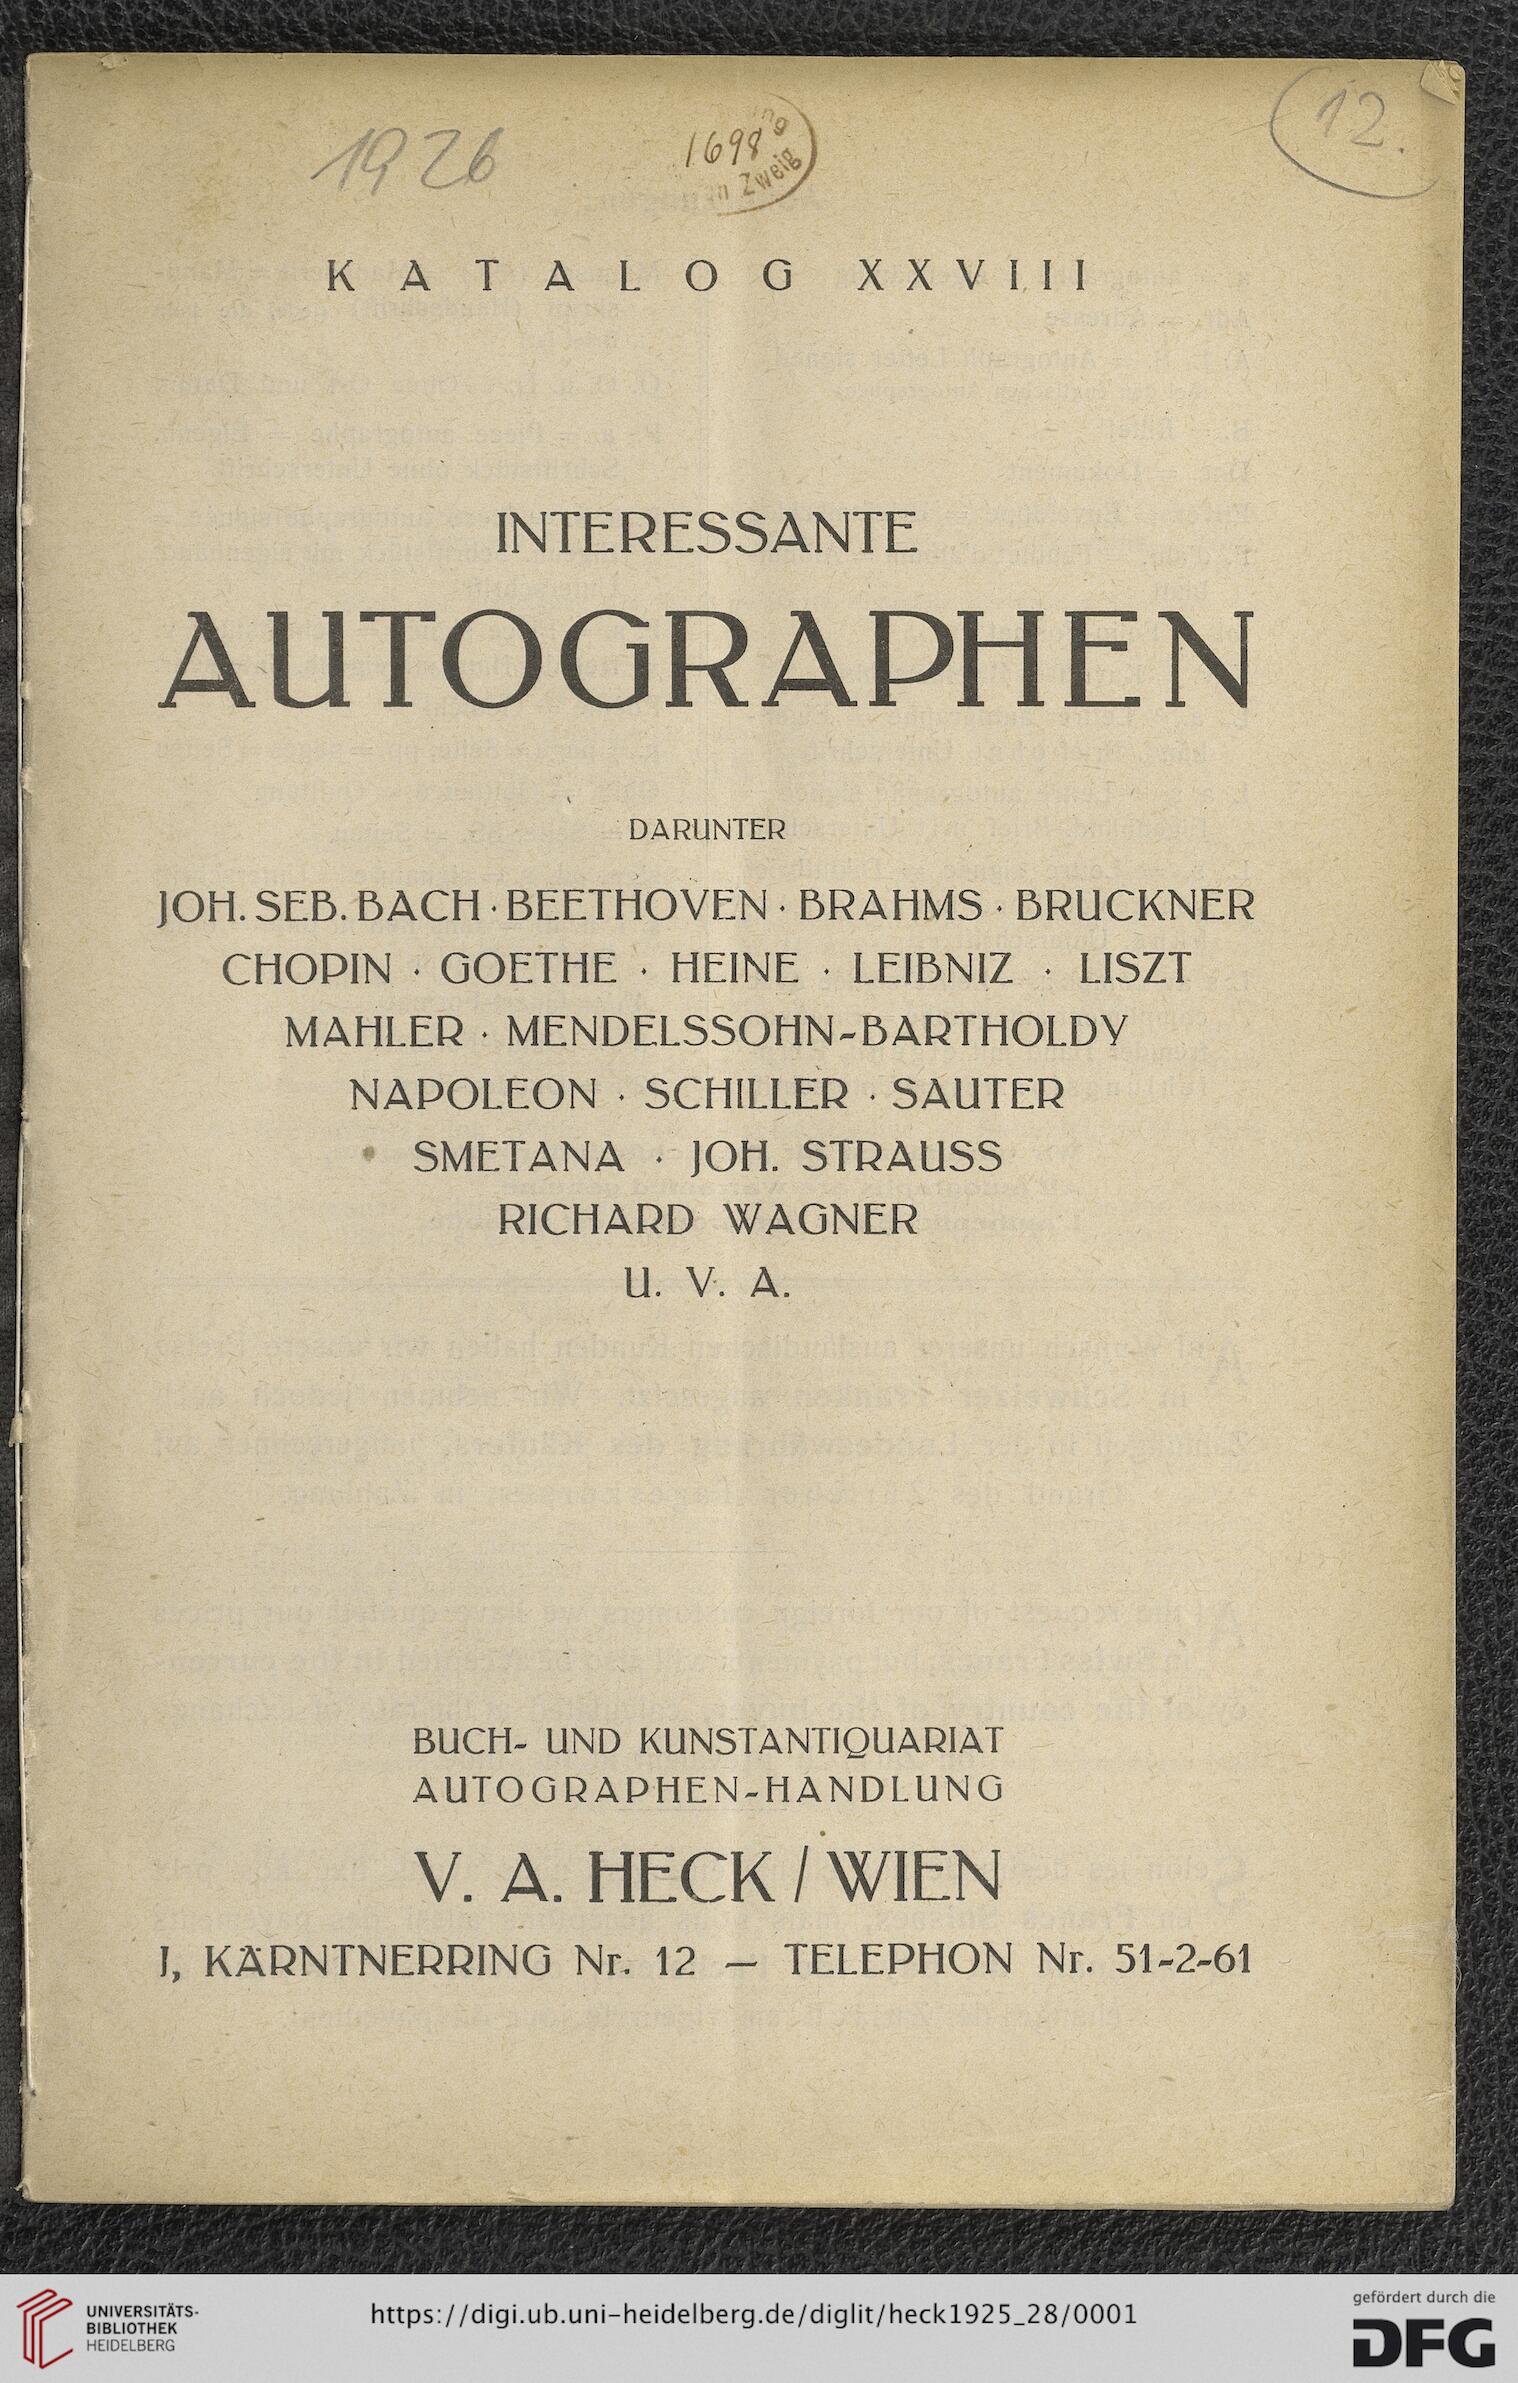 1926
1698
Zweig
12.
KATALOG XXVIII
INTERESSANTE
AUTOGRAPHEN
DARUNTER
JOH. SEB. BACH · BEETHOVEN · BRAHMS · BRUCKNER
CHOPIN · GOETHE · HEINE · LEIBNIZ · LISZT
MAHLER · MENDELSSOHN-BARTHOLDY
NAPOLEON · SCHILLER · SAUTER
SMETANA · JOH. STRAUSS
RICHARD WAGNER
U. V. A.
BUCH- UND KUNSTANTIQUARIAT
AUTOGRAPHEN-HANDLUNG
V. A. HECK / WIEN
I, KÄRNTNERRING Nr. 12 — TELEPHON Nr. 51-2-61
UNIVERSITÄTS-
BIBLIOTHEK
HEIDELBERG
https://digi.ub.uni-heidelberg.de/diglit/heck1925_28/0001
gefördert durch die
DFG